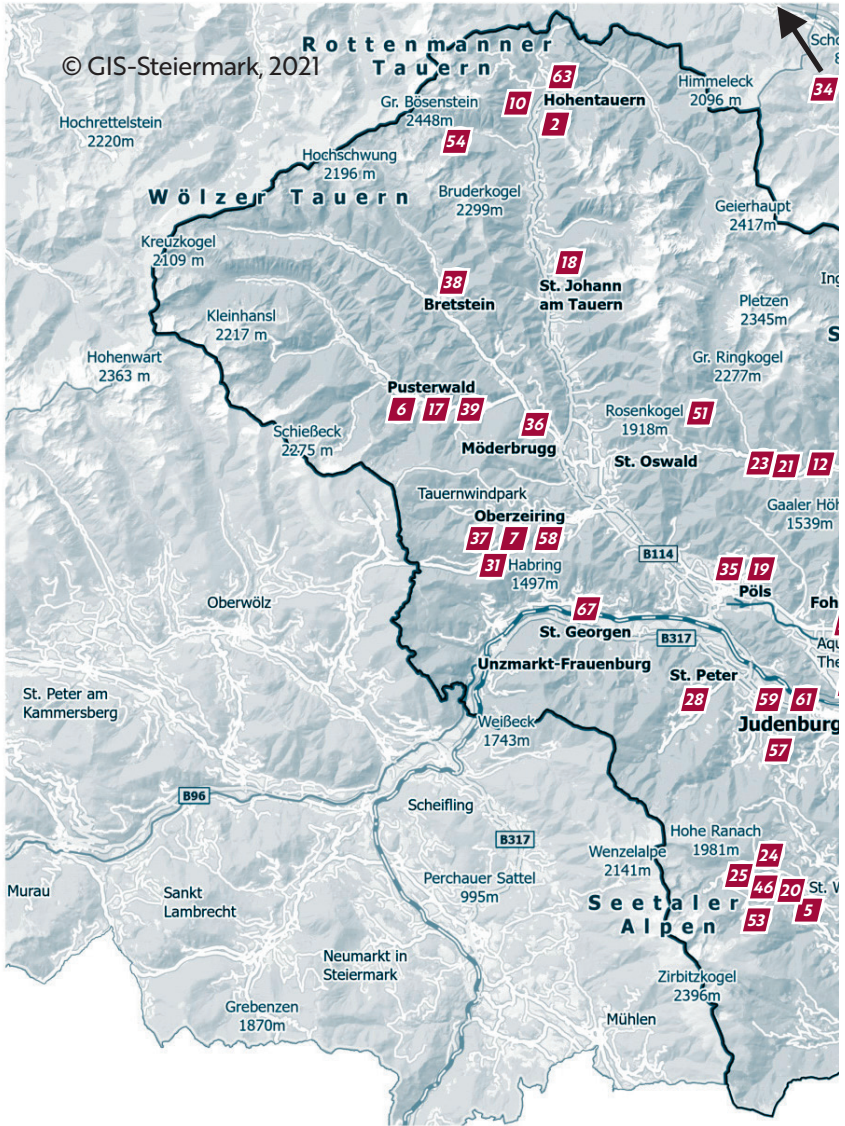 © GIS-Steiermark, 2021
Rottenmanner
Tauern
63
10
Hohentauern
2
Himmeleck
2096 m
34
Gr. Bösenstein
2448m
54
Hochrettelstein
2220m
Hochschwung
2196 m
Wölzer Tauern
Bruderkogel
2299m
Geierhaupt
2417m
Kreuzkogel
2109 m
18
St. Johann
am Tauern
38
Bretstein
Pletzen
2345m
Kleinhansl
2217 m
Hohenwart
2363 m
Gr. Ringkogel
2277m
Pusterwald
6
17
39
36
Möderbrugg
Rosenkogel
1918m
51
Schießeck
2275 m
St. Oswald
23
21
12
Tauernwindpark
Oberzeiring
37
7
58
31
Habring
1497m
1539m
B114
35
19
Pöls
Oberwölz
67
St. Georgen
B317
Unzmarkt-Frauenburg
St. Peter
28
59
61
Judenburg
57
St. Peter am
Kammersberg
Weißeck
1743m
B96
Scheifling
B317
Hohe Ranach
1981m
24
25
46
20
5
53
Wenzelalpe
2141m
Seetaler
Alpen
Perchauer Sattel
995m
Murau
Sankt
Lambrecht
Neumarkt in
Steiermark
Zirbitzkogel
2396m
Grebenzen
1870m
Mühlen